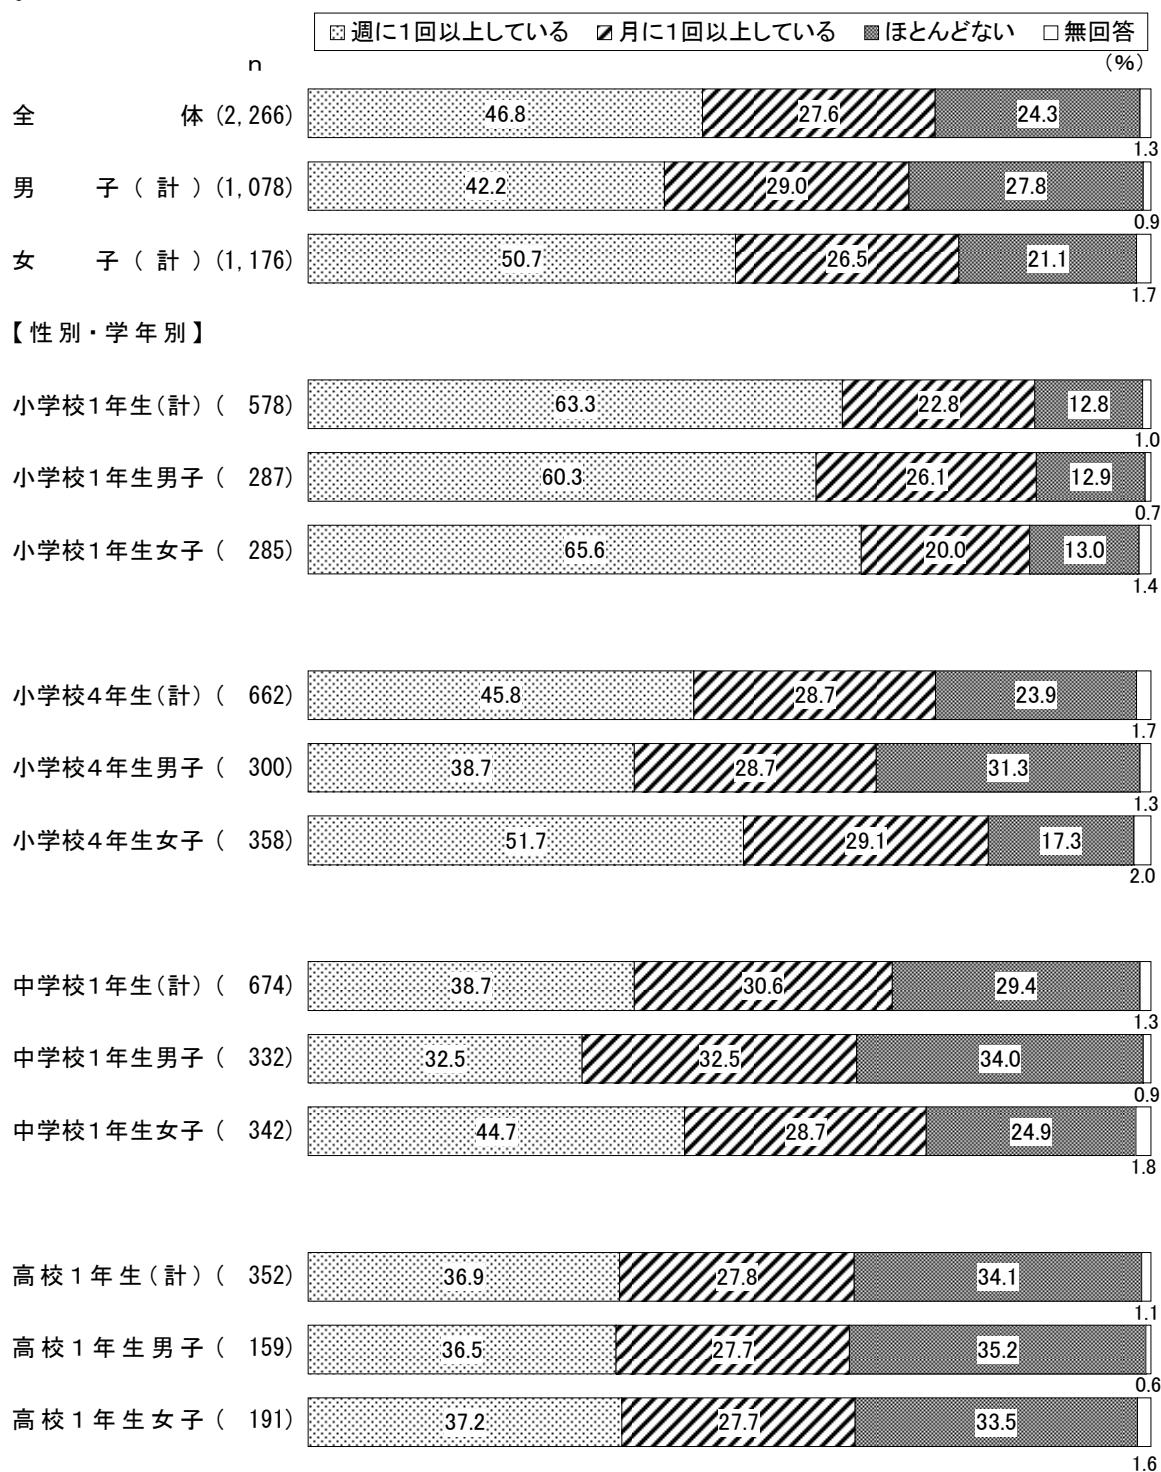 週に１回以上している 月に１回以上している ほとんどない 無回答
ｎ (％)
全体 (2,266) 46.8 27.6 24.3
1.3
男子(計) (1,078) 42.2 29.0 27.8
0.9
女子(計) (1,176) 50.7 26.5 21.1
1.7
【性別・学年別】
小学校１年生(計) ( 578) 63.3 22.8 12.8
1.0
小学校１年生男子 ( 287) 60.3 26.1 12.9
0.7
小学校１年生女子 ( 285) 65.6 20.0 13.0
1.4
小学校４年生(計) ( 662) 45.8 28.7 23.9
1.7
小学校４年生男子 ( 300) 38.7 28.7 31.3
1.3
小学校４年生女子 ( 358) 51.7 29.1 17.3
2.0
中学校１年生(計) ( 674) 38.7 30.6 29.4
1.3
中学校１年生男子 ( 332) 32.5 32.5 34.0
0.9
中学校１年生女子 ( 342) 44.7 28.7 24.9
1.8
高校１年生(計) ( 352) 36.9 27.8 34.1
1.1
高校１年生男子 ( 159) 36.5 27.7 35.2
0.6
高校１年生女子 ( 191) 37.2 27.7 33.5
1.6